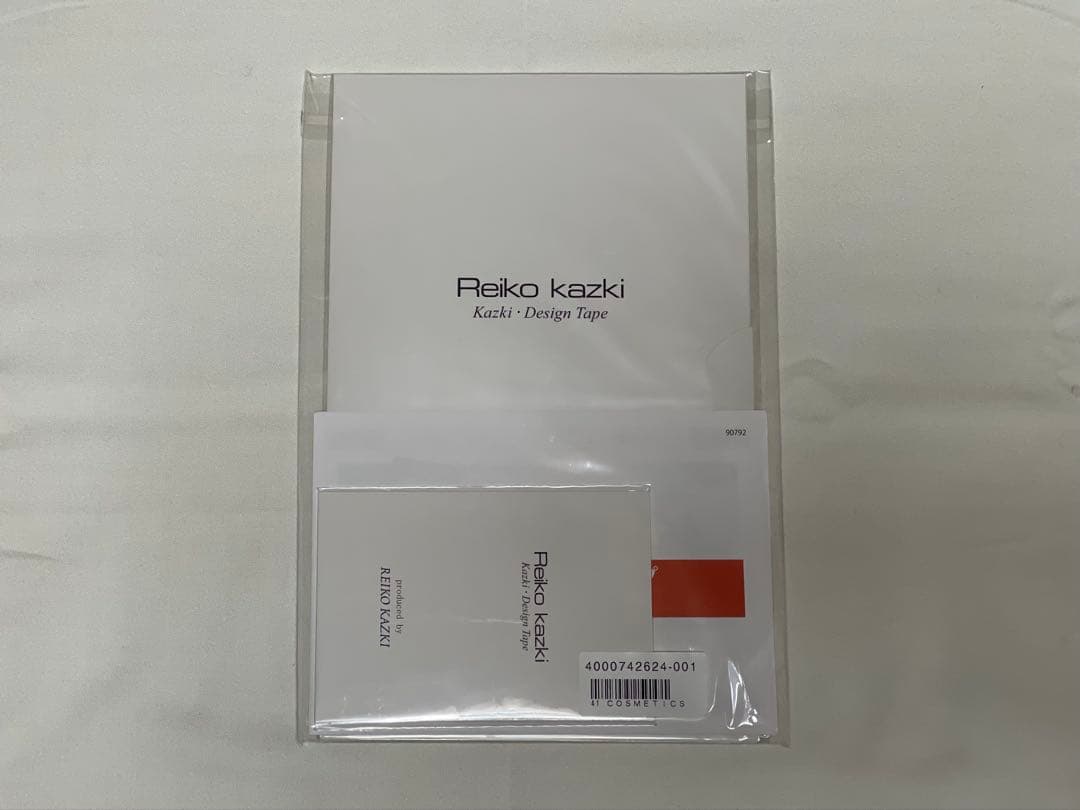 Reiko kazki
Kazki・Design Tape
90792
Reiko kazki
Kazki・Design Tape
produced by
REIKO KAZKI
4000742624-001
41 COSMETICS